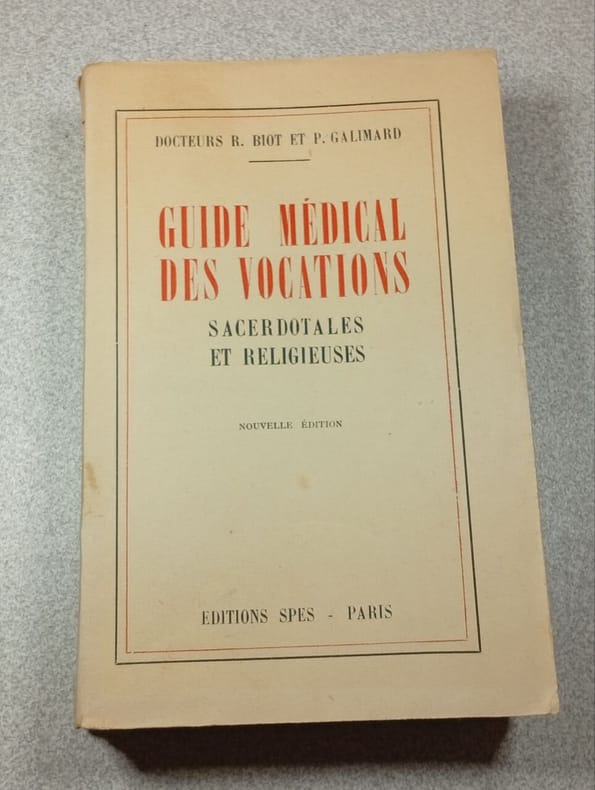 DOCTEURS R. BIOT ET P. GALIMARD
GUIDE MÉDICAL
DES VOCATIONS
SACERDOTALES
ET RELIGIEUSES
NOUVELLE ÉDITION
EDITIONS SPES - PARIS